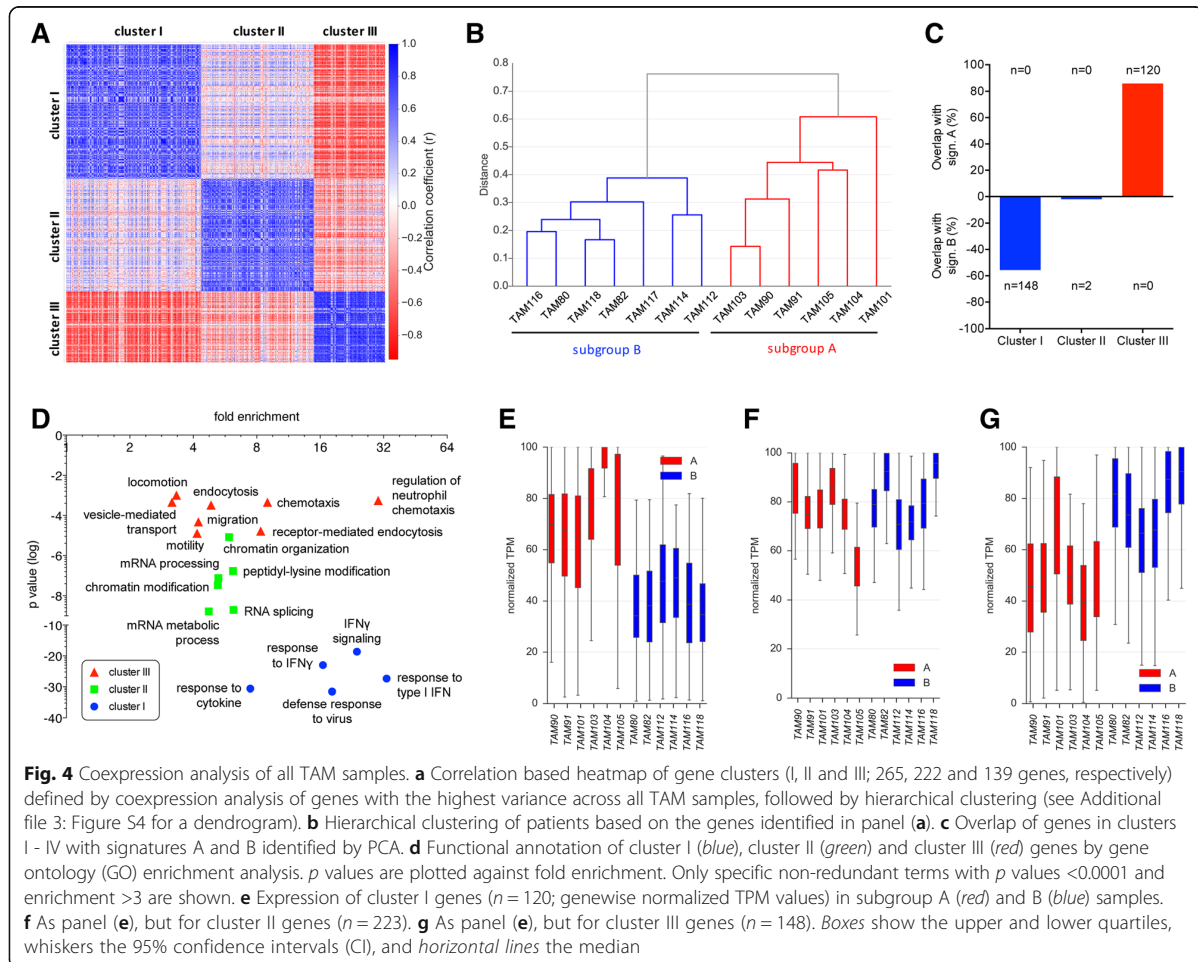 A
cluster I
cluster II
cluster III
cluster I
cluster II
cluster III
1.0
0.8
0.6
0.4
0.2
0.0
−0.2
−0.4
−0.6
−0.8
Correlation coefficient (r)
B
0.8
0.7
0.6
0.5
0.4
0.3
0.2
0.1
0.0
Distance
TAM116
TAM80
TAM118
TAM82
TAM117
TAM114
TAM112
TAM103
TAM90
TAM91
TAM105
TAM104
TAM101
subgroup B
subgroup A
C
100
80
60
40
20
0
-20
-40
-60
-80
-100
Overlap with
sign. A (%)
Overlap with
sign. B (%)
n=0
n=0
n=120
n=148
n=2
n=0
Cluster I
Cluster II
Cluster III
D
fold enrichment
2
4
8
16
32
64
0
-2
-4
-6
-8
-10
-20
-30
-40
p value (log)
locomotion
endocytosis
chemotaxis
regulation of
neutrophil
chemotaxis
vesicle-mediated
transport
migration
receptor-mediated endocytosis
motility
chromatin organization
mRNA processing
peptidyl-lysine modification
chromatin modification
RNA splicing
mRNA metabolic
process
IFNγ
signaling
response
to IFNγ
response to
type I IFN
response to
cytokine
defense response
to virus
cluster III
cluster II
cluster I
E
100
80
60
40
20
0
normalized TPM
A
B
TAM90
TAM91
TAM101
TAM103
TAM104
TAM105
TAM80
TAM82
TAM112
TAM114
TAM116
TAM118
F
100
80
60
40
20
0
normalized TPM
A
B
TAM90
TAM91
TAM101
TAM103
TAM104
TAM105
TAM80
TAM82
TAM112
TAM114
TAM116
TAM118
G
100
80
60
40
20
0
normalized TPM
A
B
TAM90
TAM91
TAM101
TAM103
TAM104
TAM105
TAM80
TAM82
TAM112
TAM114
TAM116
TAM118
Fig. 4 Coexpression analysis of all TAM samples. a Correlation based heatmap of gene clusters (I, II and III; 265, 222 and 139 genes, respectively)
defined by coexpression analysis of genes with the highest variance across all TAM samples, followed by hierarchical clustering (see Additional
file 3: Figure S4 for a dendrogram). b Hierarchical clustering of patients based on the genes identified in panel (a). c Overlap of genes in clusters
I - IV with signatures A and B identified by PCA. d Functional annotation of cluster I (blue), cluster II (green) and cluster III (red) genes by gene
ontology (GO) enrichment analysis. p values are plotted against fold enrichment. Only specific non-redundant terms with p values <0.0001 and
enrichment >3 are shown. e Expression of cluster I genes (n = 120; genewise normalized TPM values) in subgroup A (red) and B (blue) samples.
f As panel (e), but for cluster II genes (n = 223). g As panel (e), but for cluster III genes (n = 148). Boxes show the upper and lower quartiles,
whiskers the 95% confidence intervals (CI), and horizontal lines the median